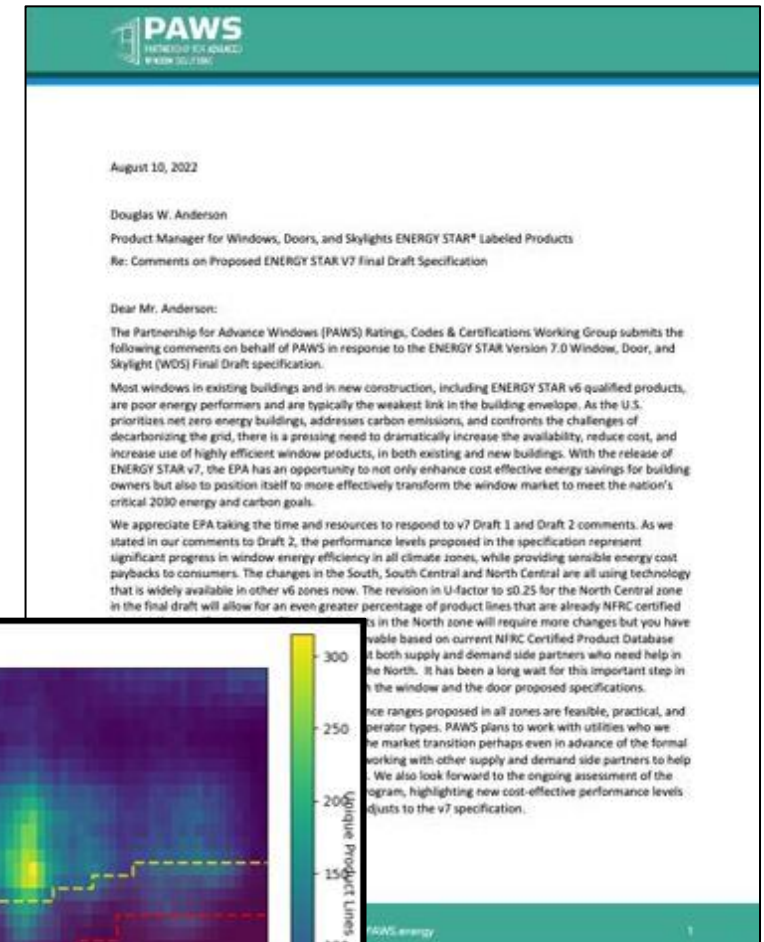 PAWS
PARTNERSHIP FOR ADVANCED
WINDOW SOLUTIONS
August 10, 2022
Douglas W. Anderson
Product Manager for Windows, Doors, and Skylights ENERGY STAR® Labeled Products
Re: Comments on Proposed ENERGY STAR V7 Final Draft Specification
Dear Mr. Anderson:
The Partnership for Advance Windows (PAWS) Ratings, Codes & Certifications Working Group submits the
following comments on behalf of PAWS in response to the ENERGY STAR Version 7.0 Window, Door, and
Skylight (WDS) Final Draft specification.
Most windows in existing buildings and in new construction, including ENERGY STAR v6 qualified products,
are poor energy performers and are typically the weakest link in the building envelope. As the U.S.
prioritizes net zero energy buildings, addresses carbon emissions, and confronts the challenges of
decarbonizing the grid, there is a pressing need to dramatically increase the availability, reduce cost, and
increase use of highly efficient window products, in both existing and new buildings. With the release of
ENERGY STAR v7, the EPA has an opportunity to not only enhance cost effective energy savings for building
owners but also to position itself to more effectively transform the window market to meet the nation's
critical 2030 energy and carbon goals.
We appreciate EPA taking the time and resources to respond to v7 Draft 1 and Draft 2 comments. As we
stated in our comments to Draft 2, the performance levels proposed in the specification represent
significant progress in window energy efficiency in all climate zones, while providing sensible energy cost
paybacks to consumers. The changes in the South, South Central and North Central are all using technology
that is widely available in other v6 zones now. The revision in U-factor to ≤0.25 for the North Central zone
in the final draft will allow for an even greater percentage of product lines that are already NFRC certified
ts in the North zone will require more changes but you have
vable based on current NFRC Certified Product Database
t both supply and demand side partners who need help in
he North. It has been a long wait for this important step in
the window and the door proposed specifications.
nce ranges proposed in all zones are feasible, practical, and
perator types. PAWS plans to work with utilities who we
he market transition perhaps even in advance of the formal
working with other supply and demand side partners to help
. We also look forward to the ongoing assessment of the
ogram, highlighting new cost-effective performance levels
djusts to the v7 specification.
300
250
200
150
Unique Product Lines
PAWS.energy
1